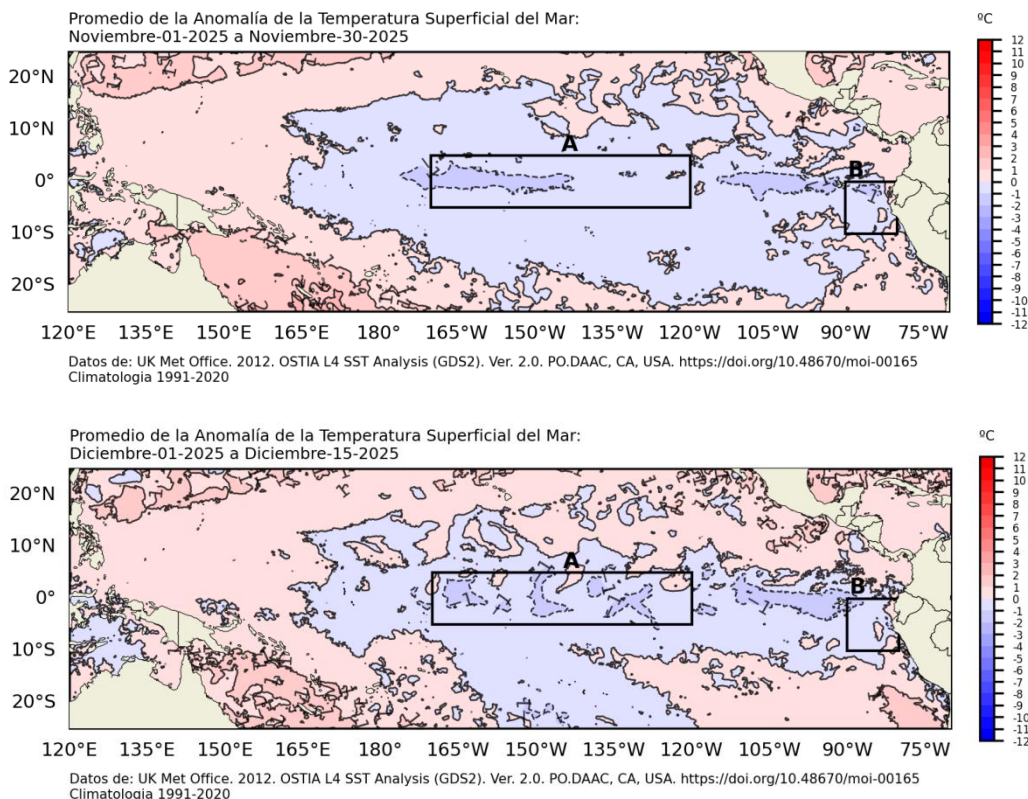 Promedio de la Anomalía de la Temperatura Superficial del Mar:
Noviembre-01-2025 a Noviembre-30-2025
ºC
20°N
10°N
0°
10°S
20°S
A
B
12
11
10
9
8
7
6
5
4
3
2
1
0
-1
-2
-3
-4
-5
-6
-7
-8
-9
-10
-11
-12
120°E 135°E 150°E 165°E 180° 165°W 150°W 135°W 120°W 105°W 90°W 75°W
Datos de: UK Met Office. 2012. OSTIA L4 SST Analysis (GDS2). Ver. 2.0. PO.DAAC, CA, USA. https://doi.org/10.48670/moi-00165
Climatologia 1991-2020
Promedio de la Anomalía de la Temperatura Superficial del Mar:
Diciembre-01-2025 a Diciembre-15-2025
ºC
20°N
10°N
0°
10°S
20°S
A
B
12
11
10
9
8
7
6
5
4
3
2
1
0
-1
-2
-3
-4
-5
-6
-7
-8
-9
-10
-11
-12
120°E 135°E 150°E 165°E 180° 165°W 150°W 135°W 120°W 105°W 90°W 75°W
Datos de: UK Met Office. 2012. OSTIA L4 SST Analysis (GDS2). Ver. 2.0. PO.DAAC, CA, USA. https://doi.org/10.48670/moi-00165
Climatologia 1991-2020